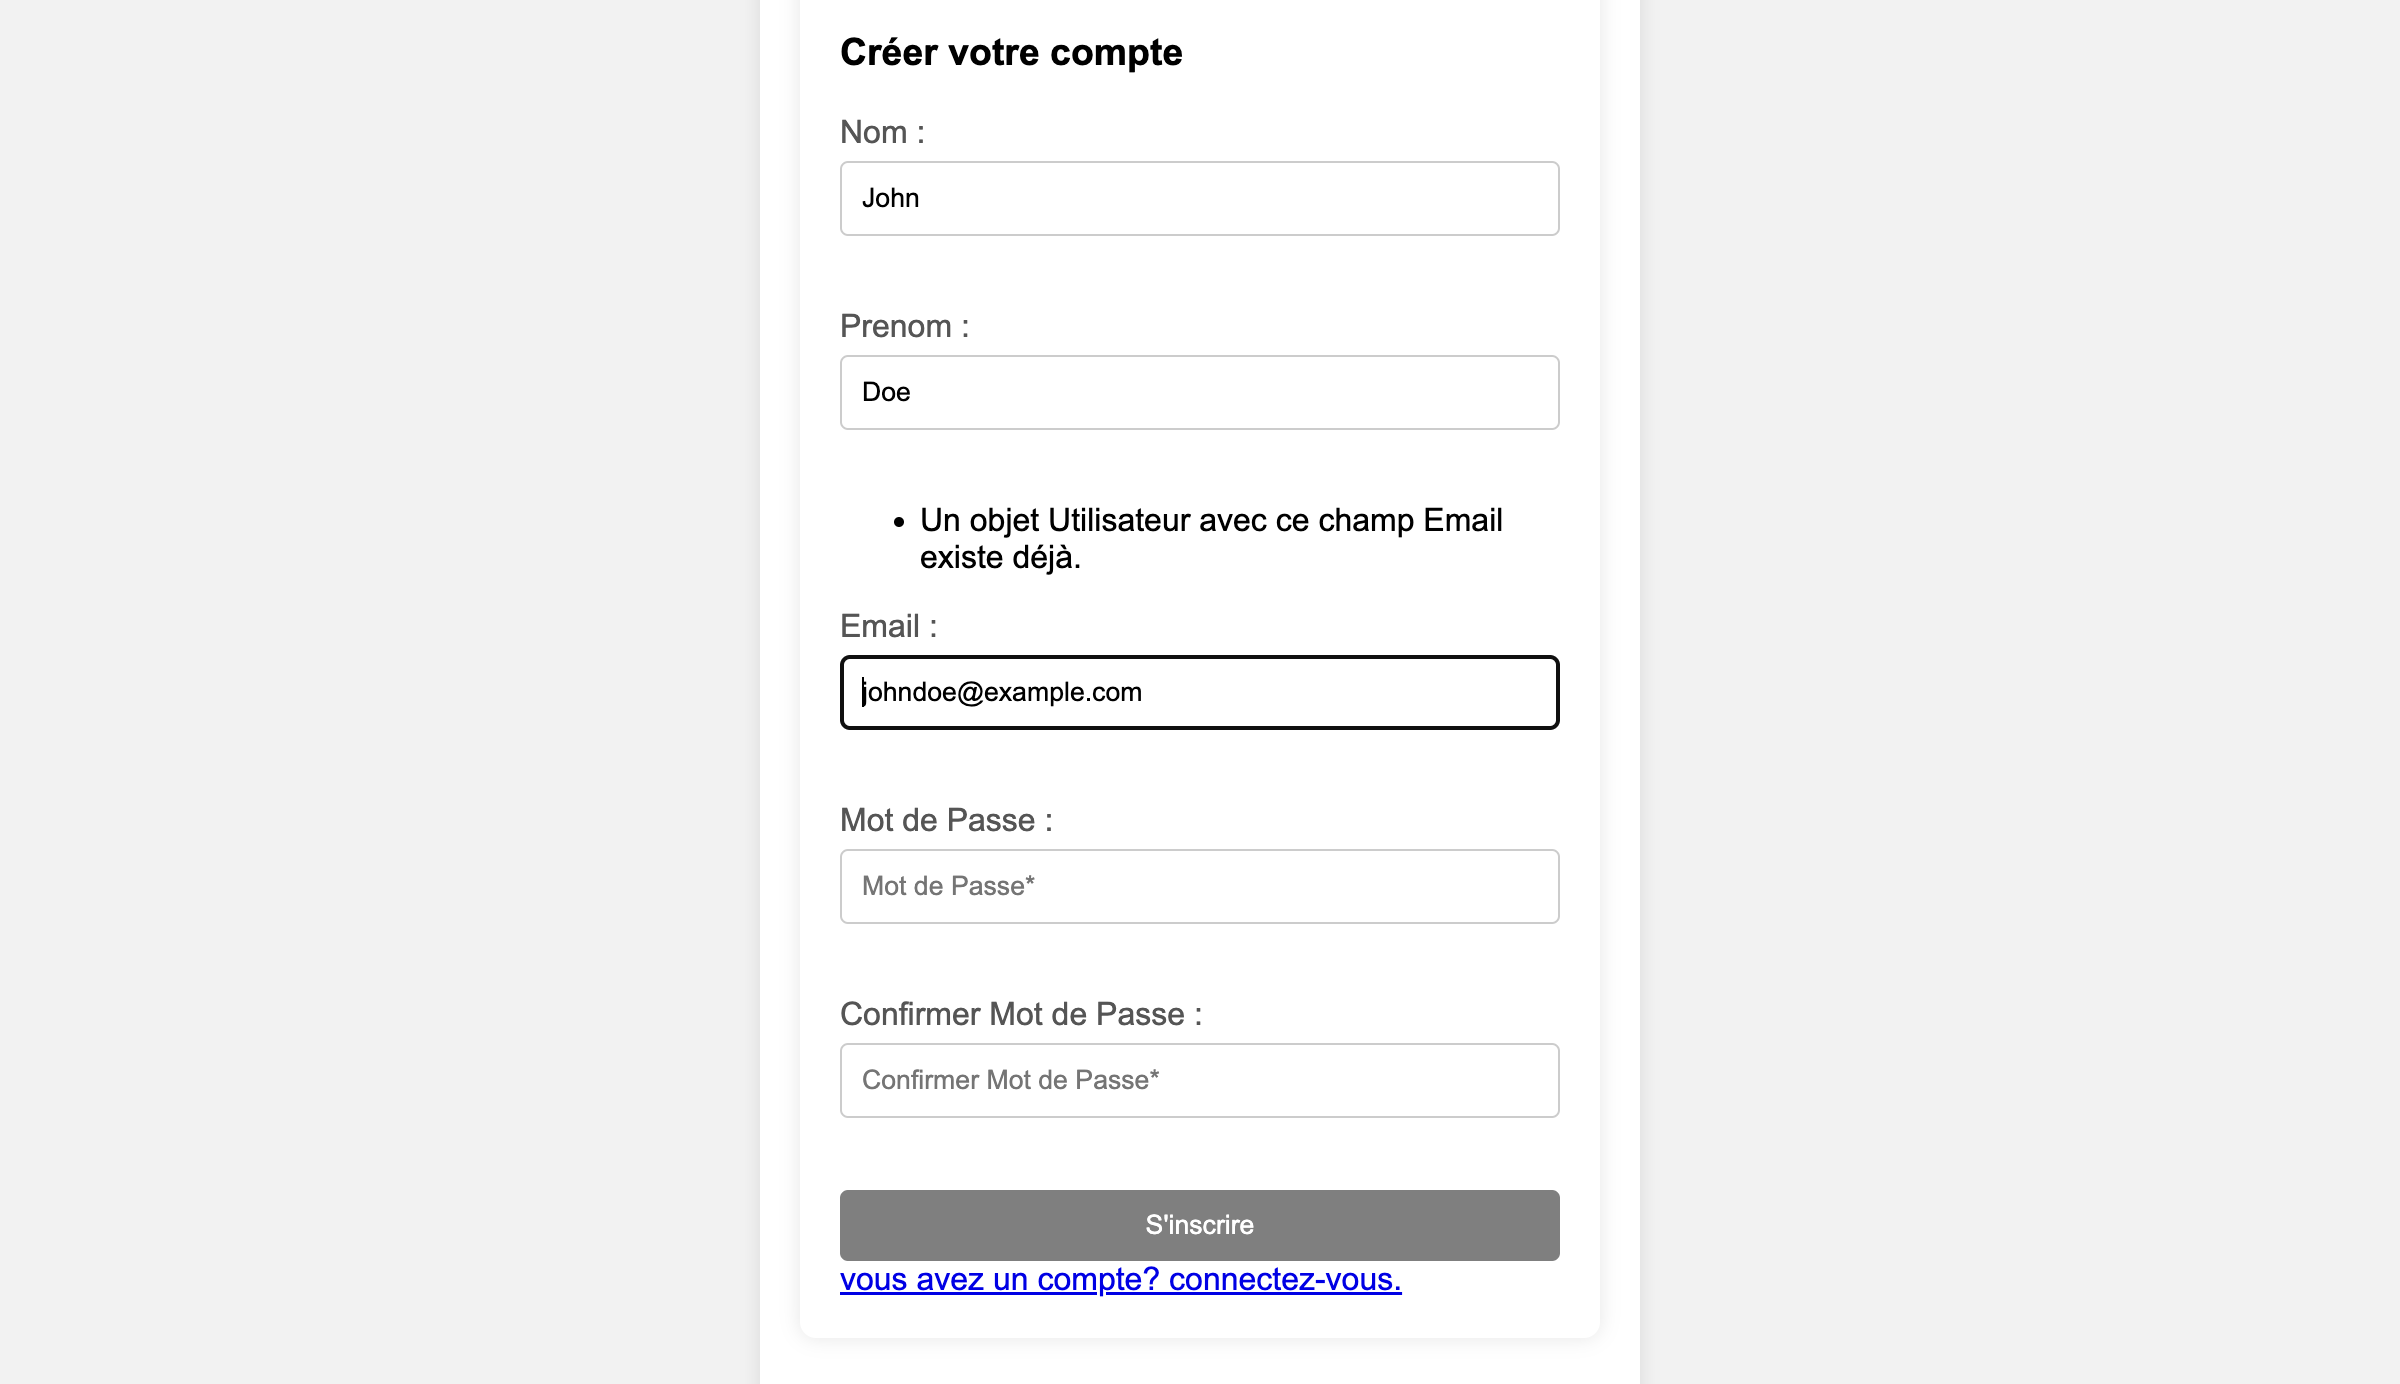 Créer votre compte
Nom :
John
Prenom :
Doe
Un objet Utilisateur avec ce champ Email
existe déjà.
Email :
johndoe@example.com
Mot de Passe :
Mot de Passe*
Confirmer Mot de Passe :
Confirmer Mot de Passe*
S'inscrire
vous avez un compte? connectez-vous.